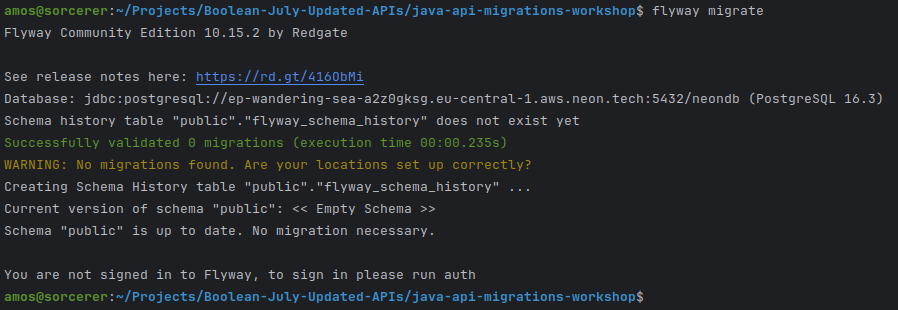 amos@sorcerer:~/Projects/Boolean-July-Updated-APIs/java-api-migrations-workshop$ flyway migrate
Flyway Community Edition 10.15.2 by Redgate
See release notes here: https://rd.gt/416ObMi
Database: jdbc:postgresql://ep-wandering-sea-a2z0gksg.eu-central-1.aws.neon.tech:5432/neondb (PostgreSQL 16.3)
Schema history table "public"."flyway_schema_history" does not exist yet
Successfully validated 0 migrations (execution time 00:00.235s)
WARNING: No migrations found. Are your locations set up correctly?
Creating Schema History table "public"."flyway_schema_history" ...
Current version of schema "public": << Empty Schema >>
Schema "public" is up to date. No migration necessary.
You are not signed in to Flyway, to sign in please run auth
amos@sorcerer:~/Projects/Boolean-July-Updated-APIs/java-api-migrations-workshop$